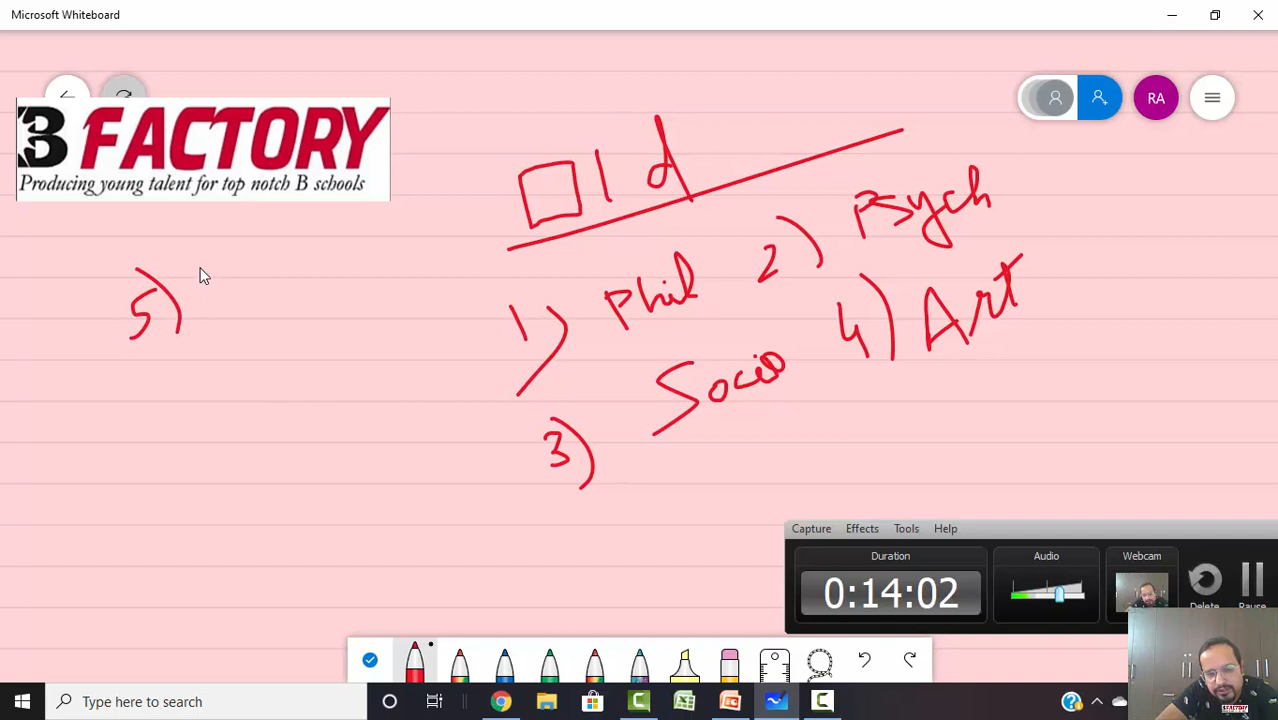 Microsoft Whiteboard
B FACTORY
Producing young talent for top notch B schools
RA
Old
1) Phil 2) Psych
3) Socio 4) Art
5)
Capture Effects Tools Help
Duration Audio Webcam
0:14:02
Delete Pause
Type here to search